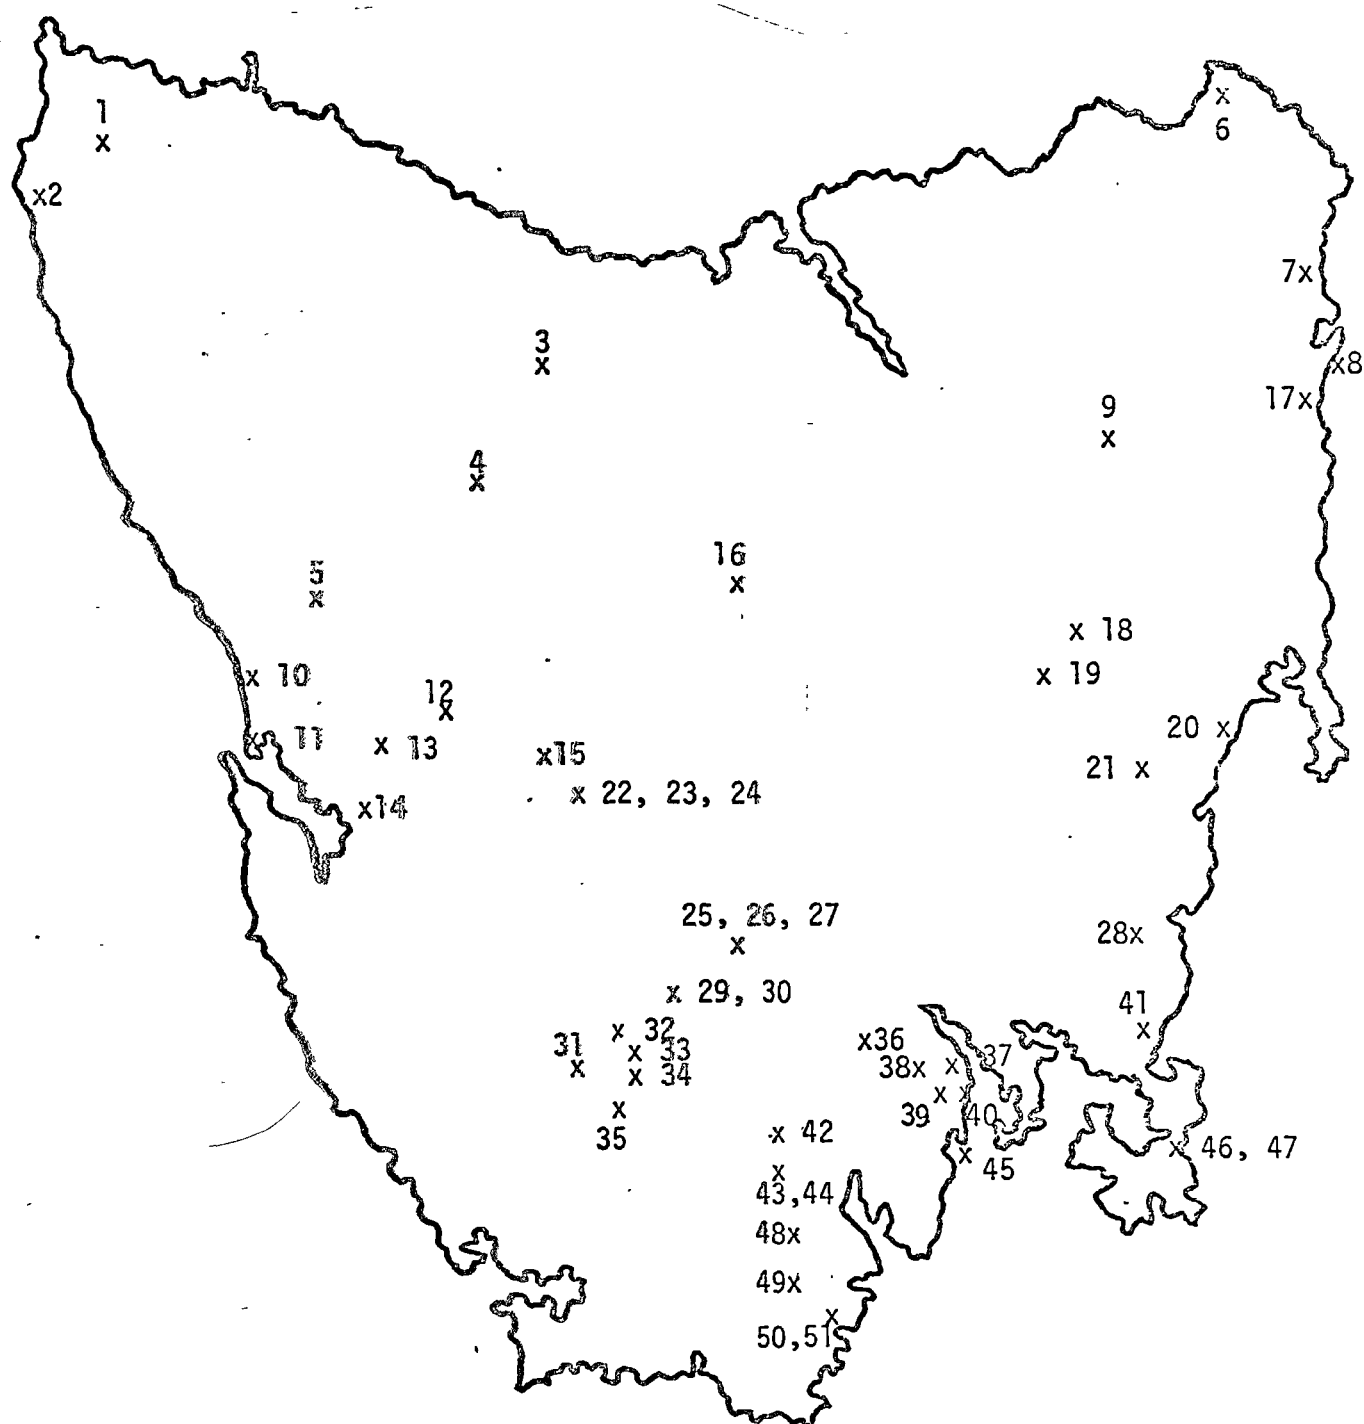 1
x
x
6
x2
7x
3
x
x8
17x
9
x
4
x
16
x
5
x
x 18
x 10
x 19
12
x
20 x
x 11
x 13
x15
21 x
x 22, 23, 24
x14
25, 26, 27
x
28x
x 29, 30
41
x
x 32
x36
31
x
x 33
38x
x 37
x 34
39 x
x 40
x
35
x 42
x 46, 47
x 45
x
43,44
48x
49x
x
50,51